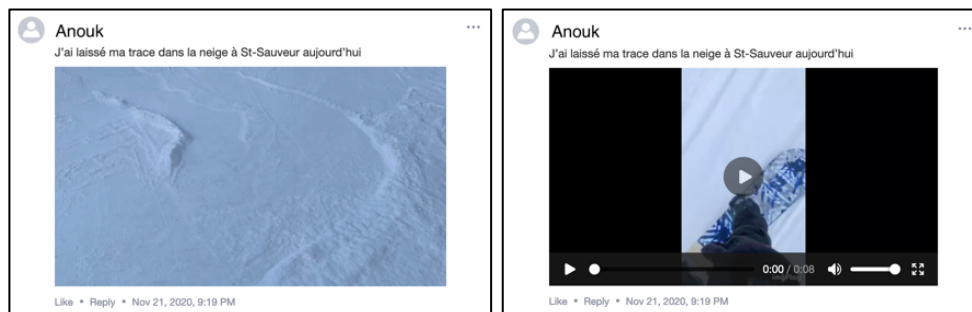 Anouk
J'ai laissé ma trace dans la neige à St-Sauveur aujourd'hui
Like • Reply • Nov 21, 2020, 9:19 PM
Anouk
J'ai laissé ma trace dans la neige à St-Sauveur aujourd'hui
0:00 / 0:08
Like • Reply • Nov 21, 2020, 9:19 PM